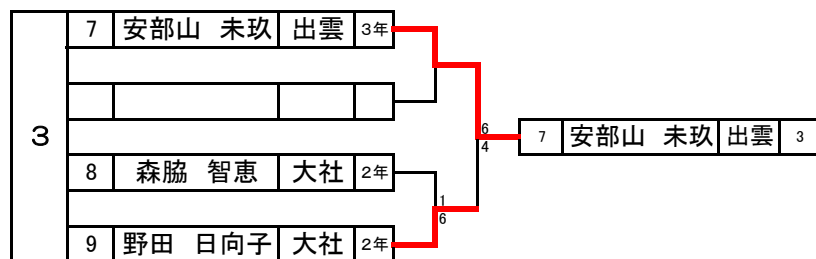 7 安部山 未玖 出雲 3年
3
6
4
7 安部山 未玖 出雲 3
8 森脇 智恵 大社 2年
1
6
9 野田 日向子 大社 2年